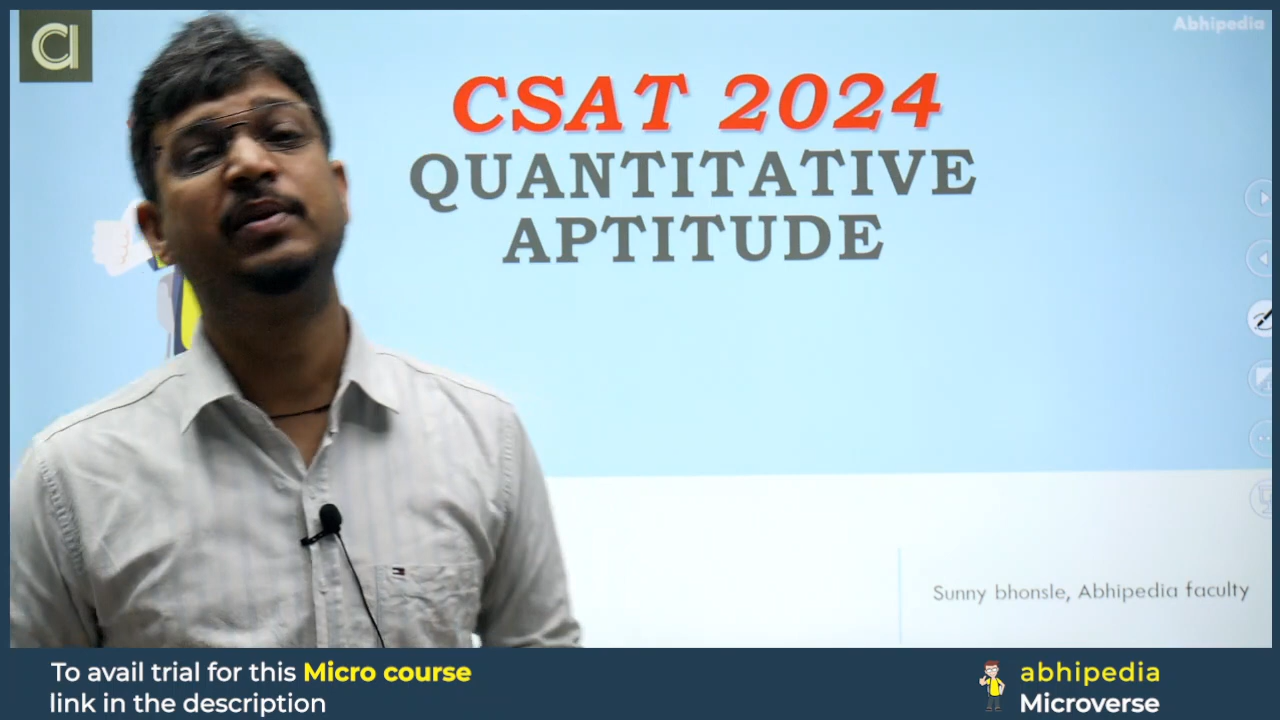 Abhipedia
CSAT 2024
QUANTITATIVE
APTITUDE
Sunny bhonsle, Abhipedia faculty
To avail trial for this Micro course
link in the description
abhipedia
Microverse